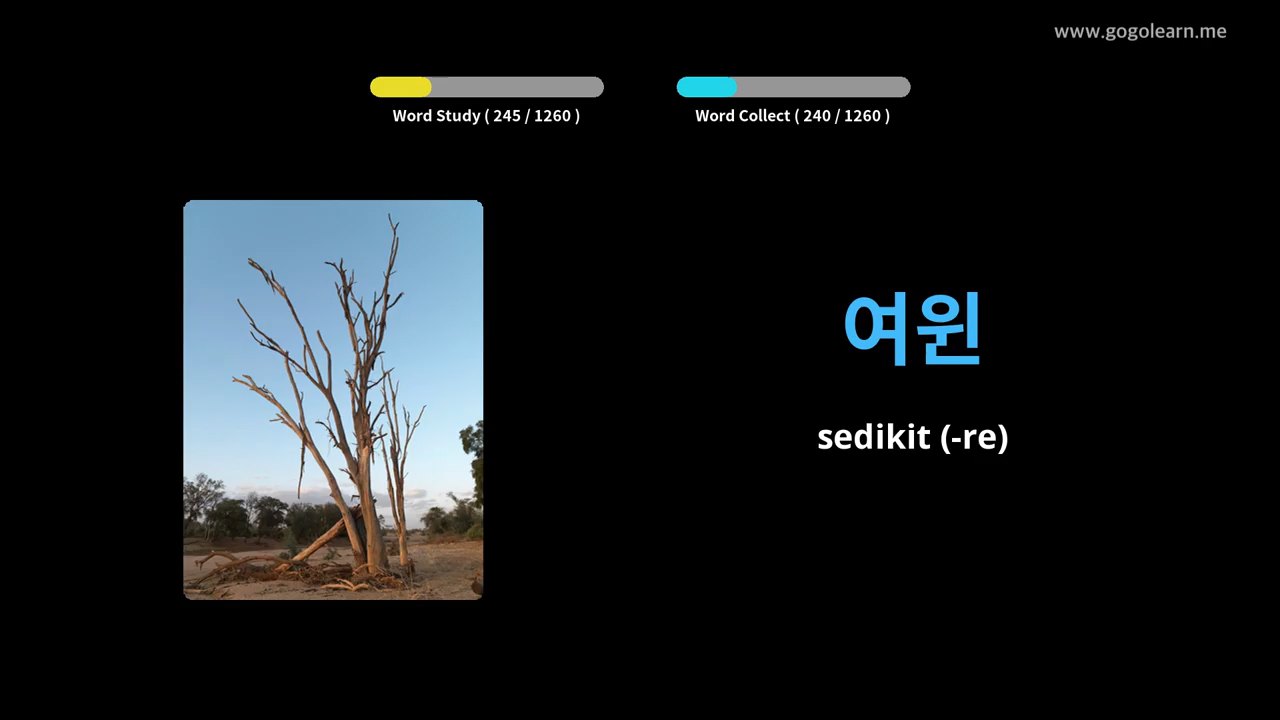 www.gogolearn.me
Word Study ( 245 / 1260 )
Word Collect ( 240 / 1260 )
여윈
sedikit (-re)